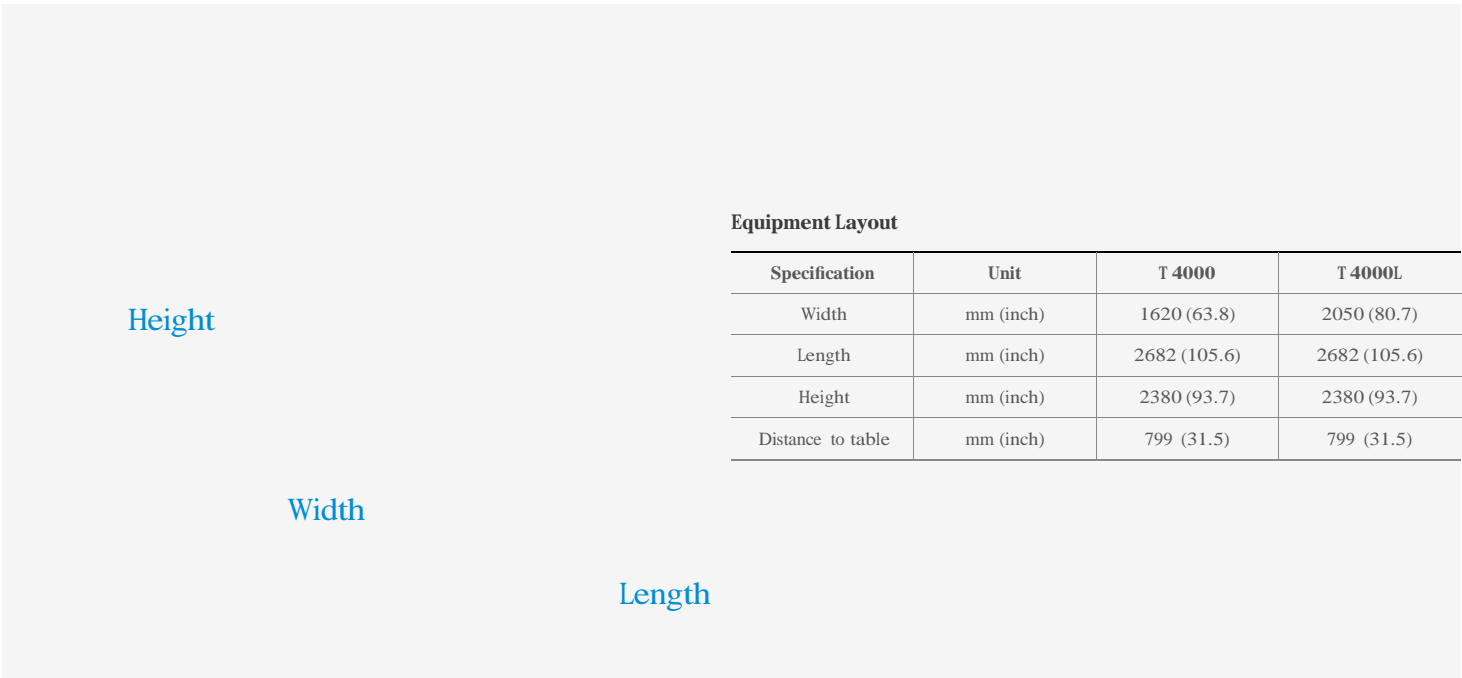 Equipment Layout
Specification Unit T 4000 T 4000L
Width mm (inch) 1620 (63.8) 2050 (80.7)
Length mm (inch) 2682 (105.6) 2682 (105.6)
Height mm (inch) 2380 (93.7) 2380 (93.7)
Distance to table mm (inch) 799 (31.5) 799 (31.5)
Height
Width
Length